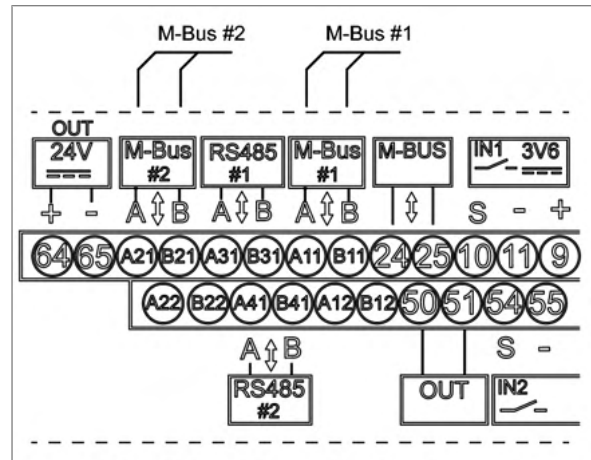 M-Bus #2 M-Bus #1
OUT
24V M-Bus RS485 M-Bus M-BUS IN1 3V6
#2 #1 #1
+ - A B A B A B S - +
64 65 A21 B21 A31 B31 A11 B11 24 25 10 11 9
A22 B22 A41 B41 A12 B12 50 51 54 55
A B S -
RS485 OUT IN2
#2